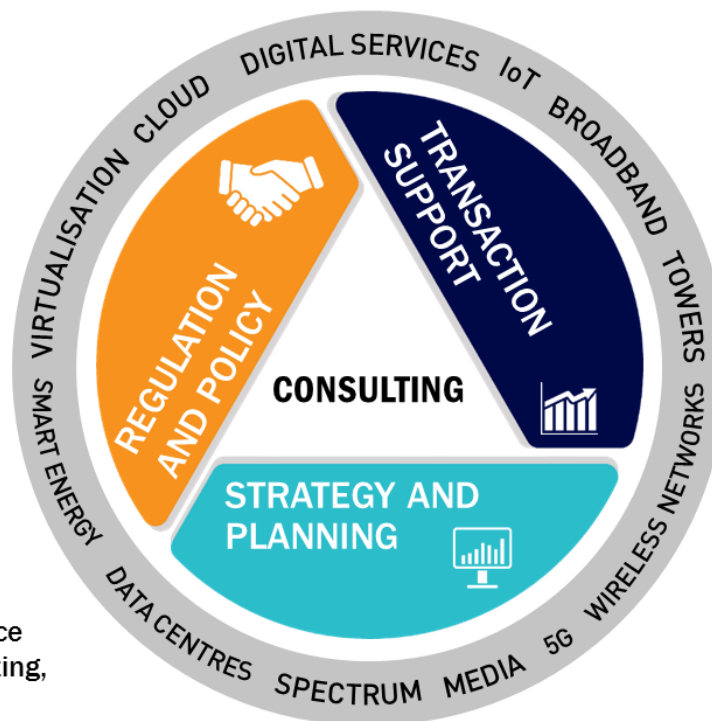 DIGITAL SERVICES
IoT
BROADBAND
TOWERS
WIRELESS NETWORKS
5G
MEDIA
SPECTRUM
DATA CENTRES
SMART ENERGY
VIRTUALISATION
CLOUD
TRANSACTION
SUPPORT
REGULATION
AND POLICY
CONSULTING
STRATEGY AND
PLANNING